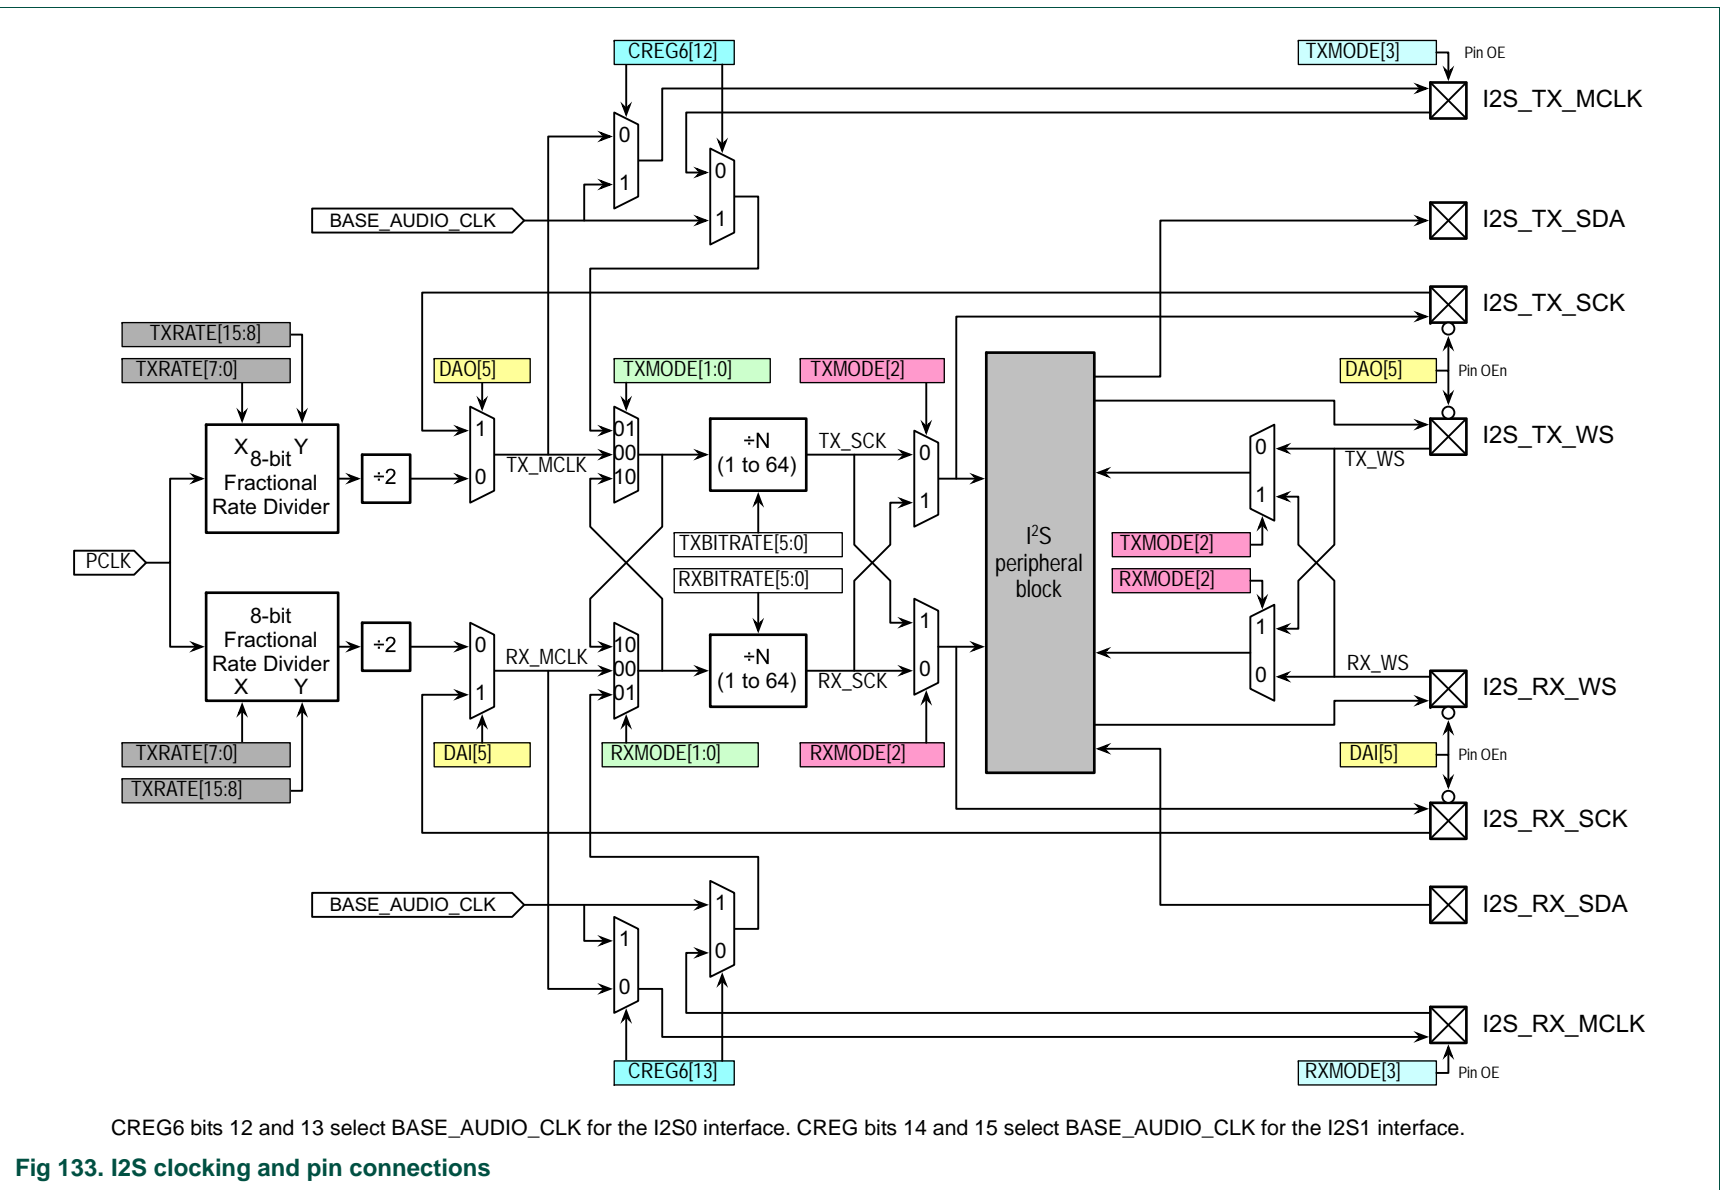 CREG6[12]
TXMODE[3]
Pin OE
I2S_TX_MCLK
0
1
0
1
BASE_AUDIO_CLK
I2S_TX_SDA
I2S_TX_SCK
TXRATE[15:8]
TXRATE[7:0]
DAO[5]
TXMODE[1:0]
TXMODE[2]
DAO[5]
Pin OEn
X Y
8-bit
Fractional
Rate Divider
÷2
1
0
TX_MCLK
01
00
10
÷N
(1 to 64)
TX_SCK
0
1
I2S_TX_WS
TX_WS
0
1
PCLK
TXBITRATE[5:0]
RXBITRATE[5:0]
I2S
peripheral
block
TXMODE[2]
RXMODE[2]
8-bit
Fractional
Rate Divider
X Y
÷2
0
1
RX_MCLK
10
00
01
÷N
(1 to 64)
RX_SCK
1
0
1
0
RX_WS
I2S_RX_WS
TXRATE[7:0]
TXRATE[15:8]
DAI[5]
RXMODE[1:0]
RXMODE[2]
DAI[5]
Pin OEn
I2S_RX_SCK
BASE_AUDIO_CLK
1
0
1
0
I2S_RX_SDA
I2S_RX_MCLK
CREG6[13]
RXMODE[3]
Pin OE
CREG6 bits 12 and 13 select BASE_AUDIO_CLK for the I2S0 interface. CREG bits 14 and 15 select BASE_AUDIO_CLK for the I2S1 interface.
Fig 133. I2S clocking and pin connections